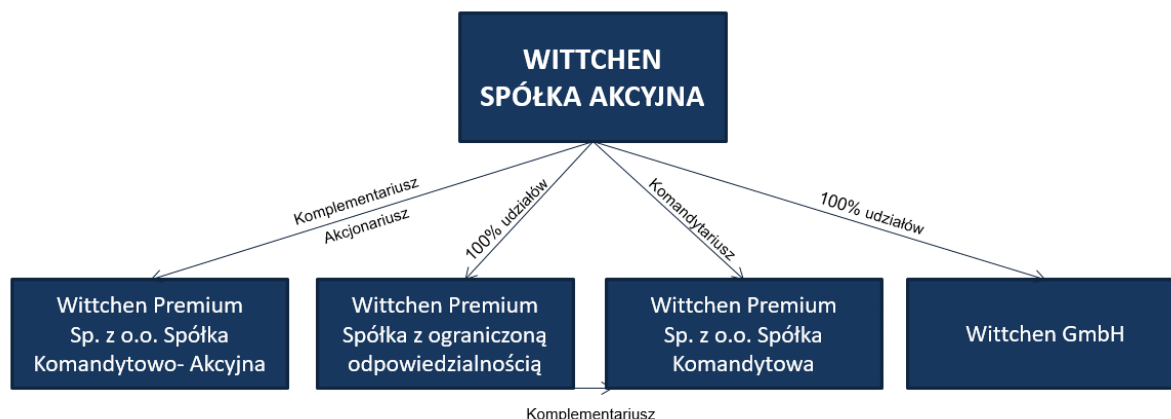 WITTCHEN
SPÓŁKA AKCYJNA
Komplementariusz
Akcjonariusz
100% udziałów
Komandytariusz
100% udziałów
Wittchen Premium
Sp. z o.o. Spółka
Komandytowo- Akcyjna
Wittchen Premium
Spółka z ograniczoną
odpowiedzialnością
Wittchen Premium
Sp. z o.o. Spółka
Komandytowa
Wittchen GmbH
Komplementariusz